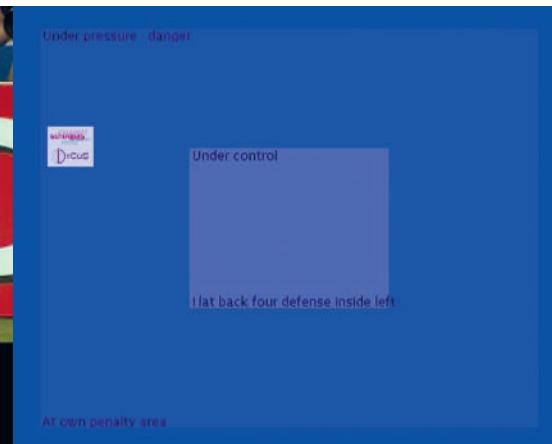 Under pressure - danger
Under control
Flat back four defense inside left
At own penalty area